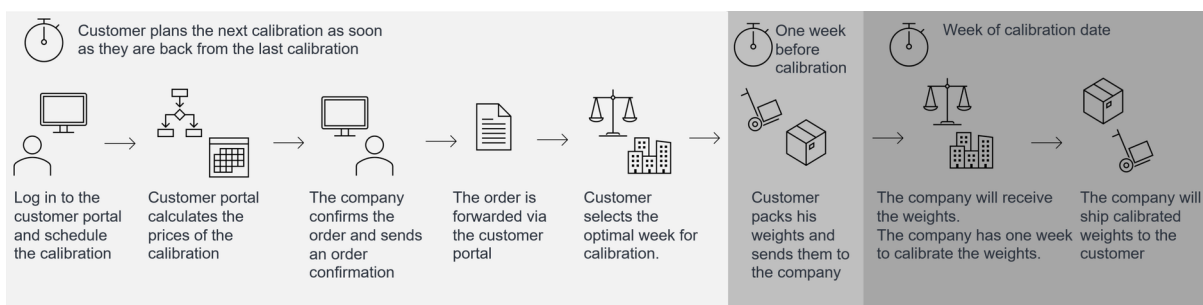 Customer plans the next calibration as soon
as they are back from the last calibration
One week
before
calibration
Week of calibration date
Log in to the
customer portal
and schedule
the calibration
Customer portal
calculates the
prices of the
calibration
The company
confirms the
order and sends
an order
confirmation
The order is
forwarded via
the customer
portal
Customer
selects the
optimal week for
calibration.
Customer
packs his
weights and
sends them to
the company
The company will receive
the weights.
The company has one week
to calibrate the weights.
The company will
ship calibrated
weights to the
customer